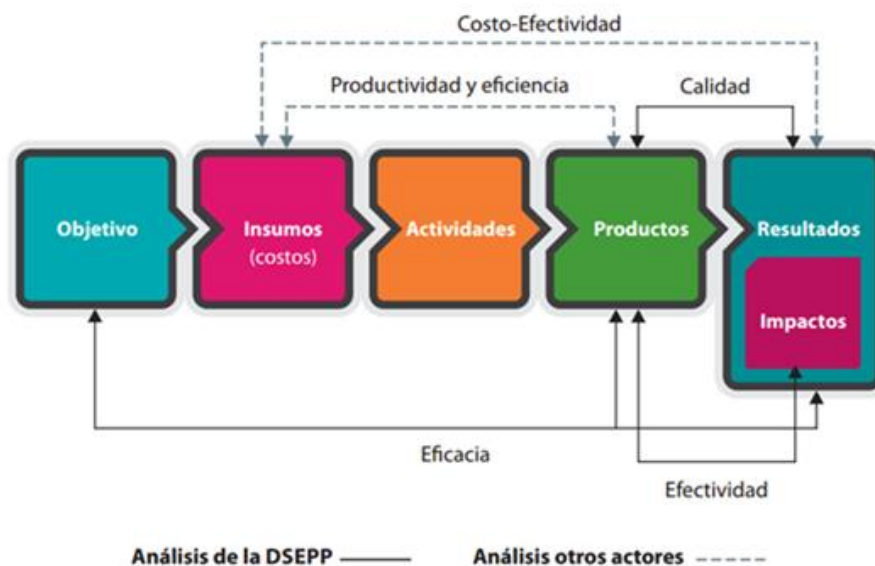 Costo-Efectividad
Productividad y eficiencia
Calidad
Objetivo
Insumos
(costos)
Actividades
Productos
Resultados
Impactos
Eficacia
Efectividad
Análisis de la DSEPP
Análisis otros actores